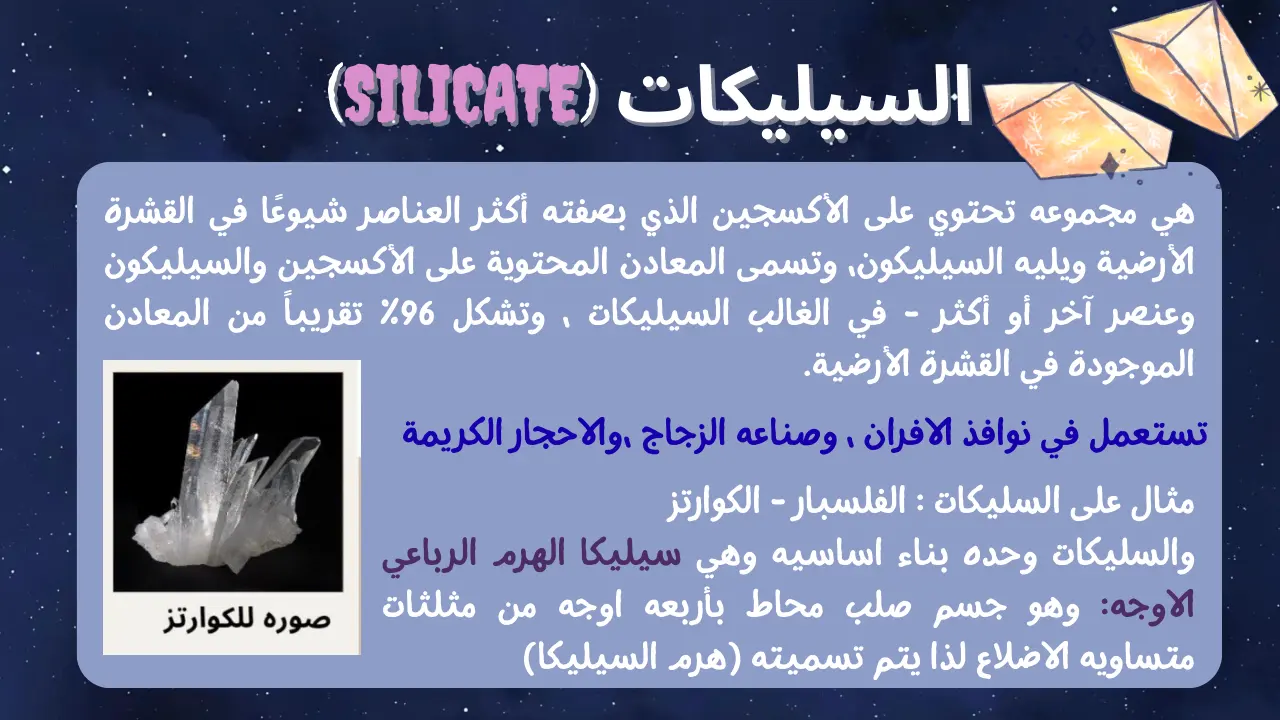 السيليكات (SILICATE)
هي مجموعه تحتوي على الأكسجين الذي بصفته أكثر العناصر شيوعًا في القشرة
الأرضية ويليه السيليكون، وتسمى المعادن المحتوية على الأكسجين والسيليكون
وعنصر آخر أو أكثر - في الغالب السيليكات ، وتشكل 96٪ تقريباً من المعادن
الموجودة في القشرة الأرضية.
تستعمل في نوافذ الافران ، وصناعه الزجاج ،والاحجار الكريمة
مثال على السليكات : الفلسبار - الكوارتز
والسليكات وحده بناء اساسيه وهي سيليكا الهرم الرباعي
الاوجه: وهو جسم صلب محاط بأربعه اوجه من مثلثات
متساويه الاضلاع لذا يتم تسميته (هرم السيليكا)
صوره للكوارتز